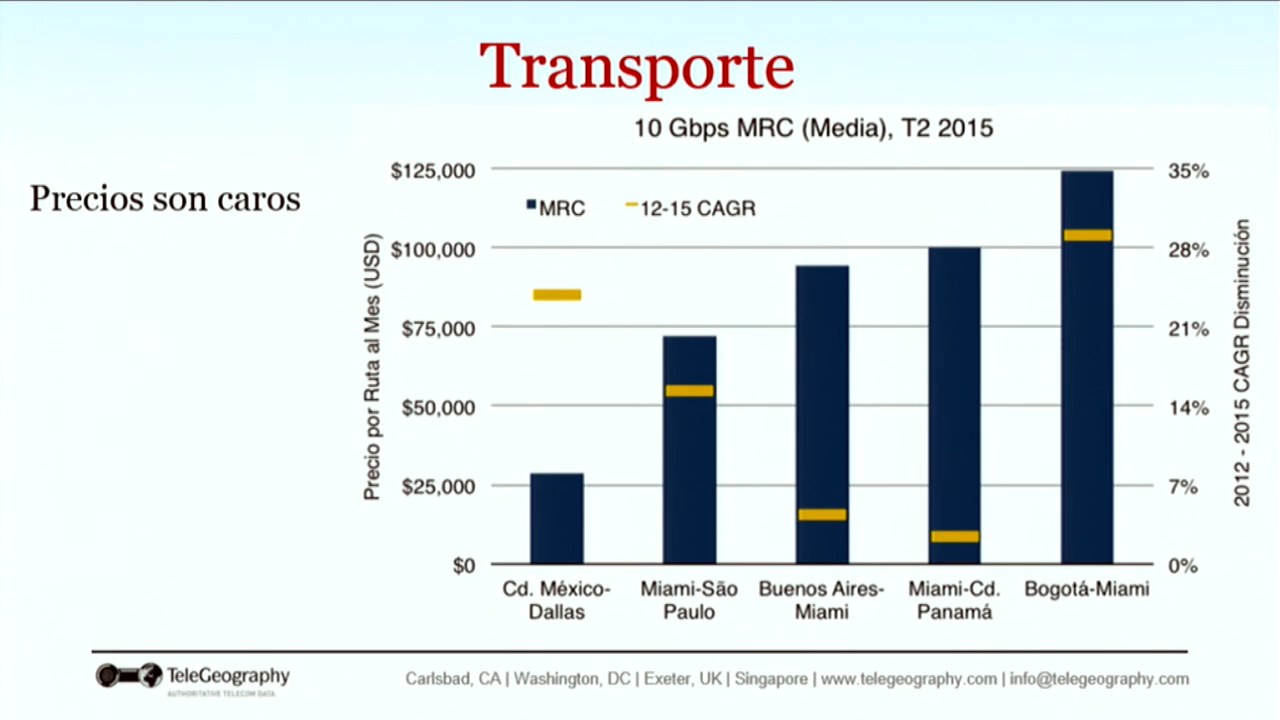 Transporte
Precios son caros
10 Gbps MRC (Media), T2 2015
MRC
12-15 CAGR
Precio por Ruta al Mes (USD)
$125,000
$100,000
$75,000
$50,000
$25,000
$0
35%
28%
21%
14%
7%
0%
2012 - 2015 CAGR Disminución
Cd. México-
Dallas
Miami-São
Paulo
Buenos Aires-
Miami
Miami-Cd.
Panamá
Bogotá-Miami
TeleGeography
AUTHORITATIVE TELECOM DATA
Carlsbad, CA | Washington, DC | Exeter, UK | Singapore | www.telegeography.com | info@telegeography.com